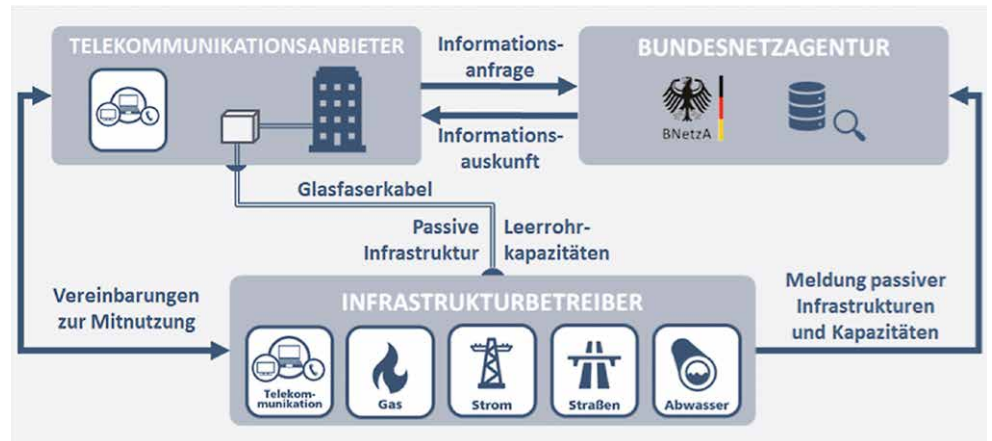 TELEKOMMUNIKATIONSANBIETER
Informations-
anfrage
BUNDESNETZAGENTUR
BNetzA
Informations-
auskunft
Glasfaserkabel
Passive
Infrastruktur
Leerrohr-
kapazitäten
Vereinbarungen
zur Mitnutzung
INFRASTRUKTURBETREIBER
Telekom-
munikation
Gas
Strom
Straßen
Abwasser
Meldung passiver
Infrastrukturen
und Kapazitäten